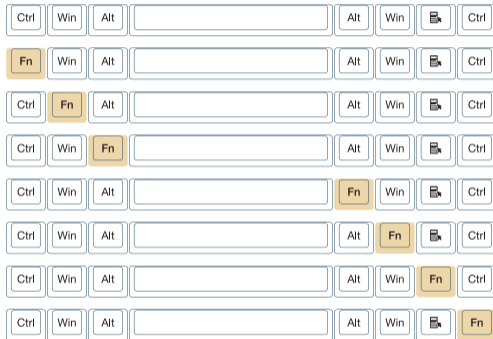 Ctrl Win Alt Alt Win Ctrl
Fn Win Alt Alt Win Ctrl
Ctrl Fn Alt Alt Win Ctrl
Ctrl Win Fn Alt Win Ctrl
Ctrl Win Alt Fn Win Ctrl
Ctrl Win Alt Alt Fn Ctrl
Ctrl Win Alt Alt Win Fn Ctrl
Ctrl Win Alt Alt Win Fn